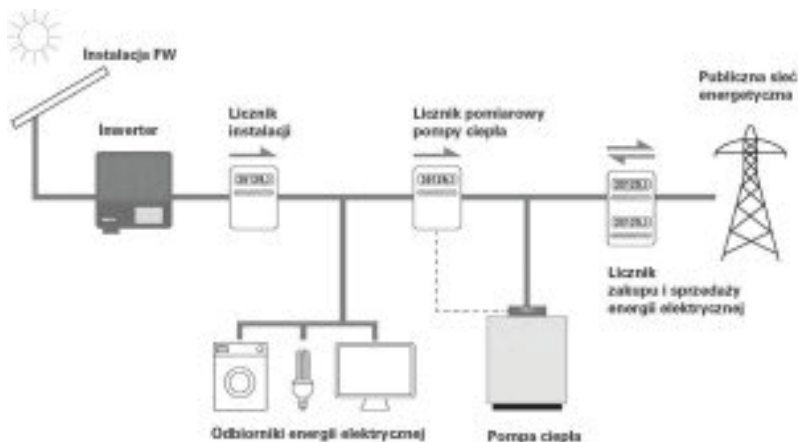 Instalacja FW
Inwerter
Licznik
instalacji
Licznik pomiarowy
pompy ciepła
Publiczna sieć
energetyczna
Licznik
zakupu i sprzedaży
energii elektrycznej
Odbiorniki energii elektrycznej
Pompa ciepła